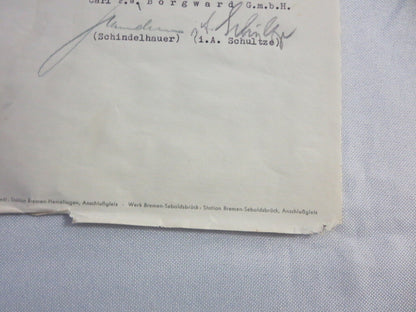 Carl F.W. Borgward G.m.b.H.
(Schindelhauer) (i.A. Schultze)
Station Bremen-Hemelingen, Anschlußgleis · Werk Bremen-Sebaldsbrück · Station Bremen-Sebaldsbrück, Anschlußgleis